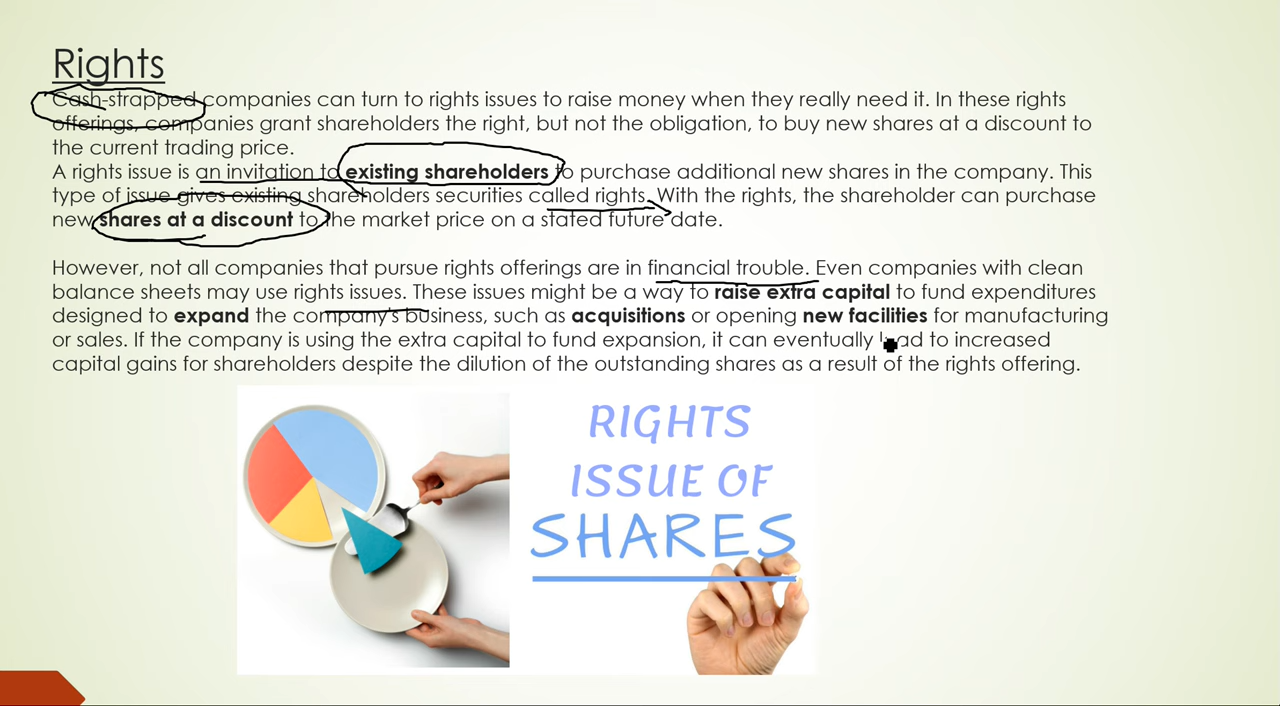 Rights
Cash-strapped companies can turn to rights issues to raise money when they really need it. In these rights
offerings, companies grant shareholders the right, but not the obligation, to buy new shares at a discount to
the current trading price.
A rights issue is an invitation to existing shareholders to purchase additional new shares in the company. This
type of issue gives existing shareholders securities called rights. With the rights, the shareholder can purchase
new shares at a discount to the market price on a stated future date.
However, not all companies that pursue rights offerings are in financial trouble. Even companies with clean
balance sheets may use rights issues. These issues might be a way to raise extra capital to fund expenditures
designed to expand the company's business, such as acquisitions or opening new facilities for manufacturing
or sales. If the company is using the extra capital to fund expansion, it can eventually lead to increased
capital gains for shareholders despite the dilution of the outstanding shares as a result of the rights offering.
RIGHTS
ISSUE OF
SHARES